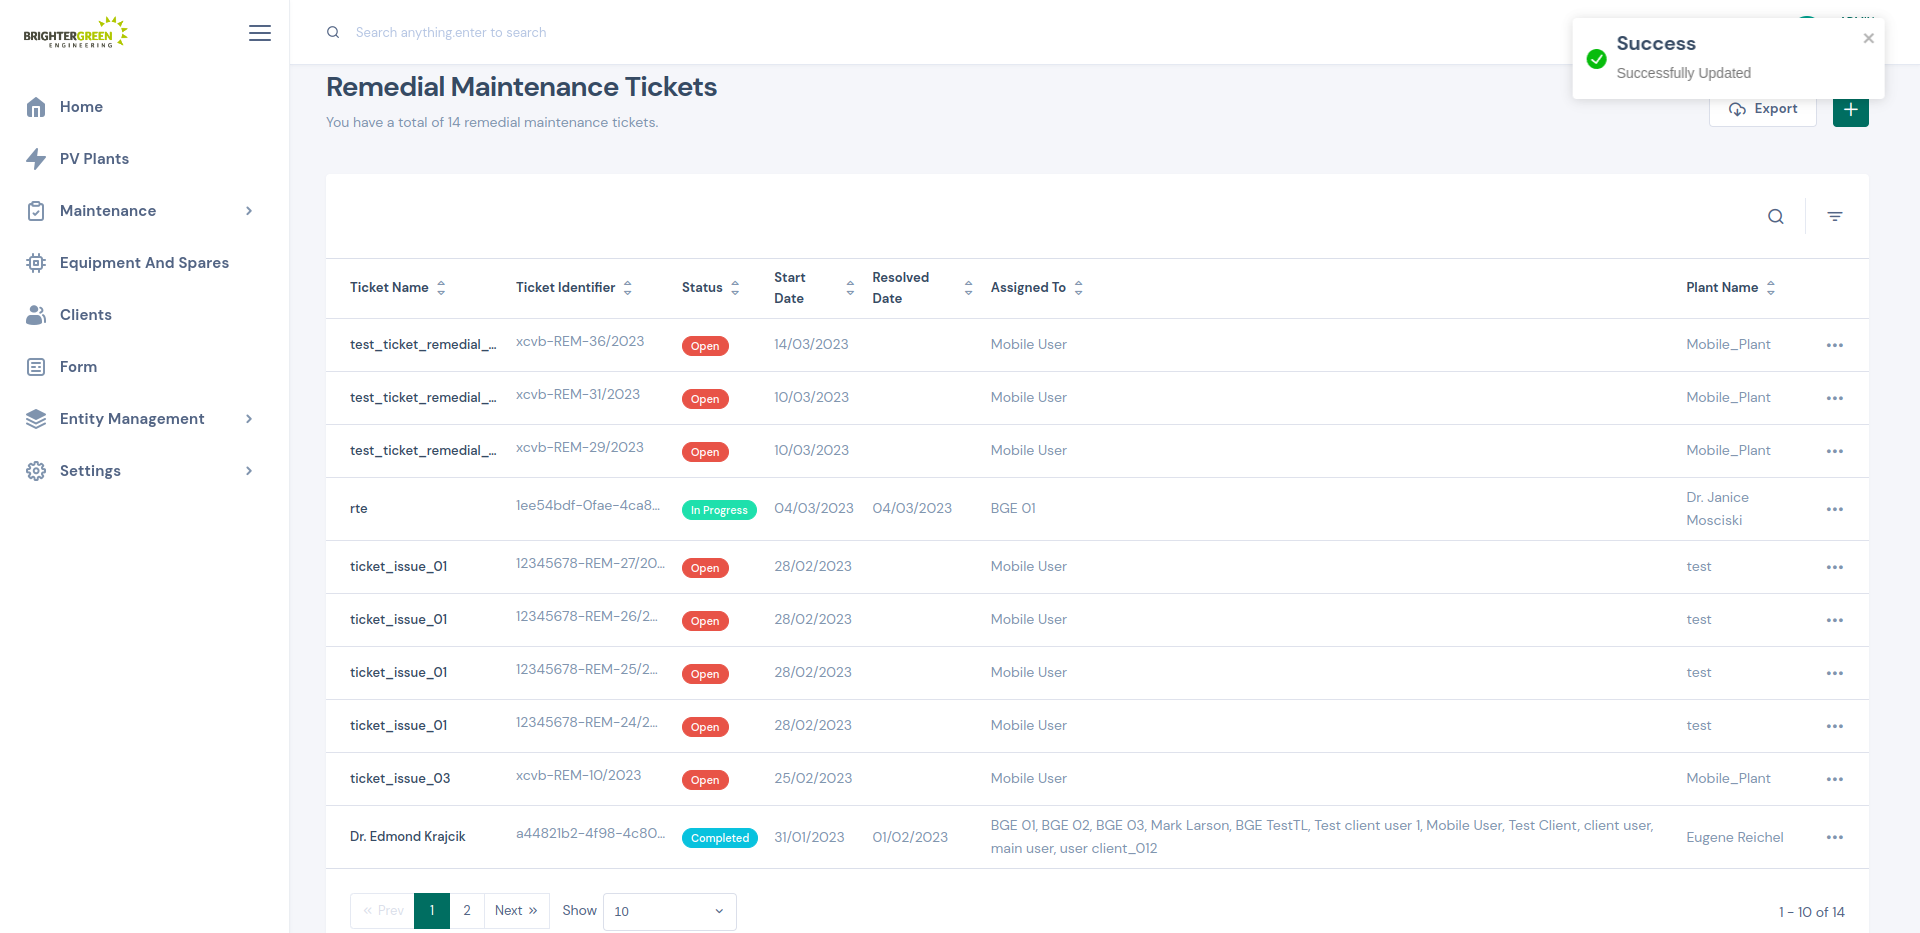 BRIGHTERGREEN
ENGINEERING
Search anything.enter to search
Success
Successfully Updated
Home
PV Plants
Maintenance
Equipment And Spares
Clients
Form
Entity Management
Settings
Remedial Maintenance Tickets
You have a total of 14 remedial maintenance tickets.
Export
Ticket Name Ticket Identifier Status Start Date Resolved Date Assigned To Plant Name
test_ticket_remedial_... xcvb-REM-36/2023 Open 14/03/2023 Mobile User Mobile_Plant
test_ticket_remedial_... xcvb-REM-31/2023 Open 10/03/2023 Mobile User Mobile_Plant
test_ticket_remedial_... xcvb-REM-29/2023 Open 10/03/2023 Mobile User Mobile_Plant
rte 1ee54bdf-0fae-4ca8... In Progress 04/03/2023 04/03/2023 BGE 01 Dr. Janice Mosciski
ticket_issue_01 12345678-REM-27/20... Open 28/02/2023 Mobile User test
ticket_issue_01 12345678-REM-26/2... Open 28/02/2023 Mobile User test
ticket_issue_01 12345678-REM-25/2... Open 28/02/2023 Mobile User test
ticket_issue_01 12345678-REM-24/2... Open 28/02/2023 Mobile User test
ticket_issue_03 xcvb-REM-10/2023 Open 25/02/2023 Mobile User Mobile_Plant
Dr. Edmond Krajcik a44821b2-4f98-4c80... Completed 31/01/2023 01/02/2023 BGE 01, BGE 02, BGE 03, Mark Larson, BGE TestTL, Test client user 1, Mobile User, Test Client, client user, main user, user client_012 Eugene Reichel
« Prev 1 2 Next » Show 10 1 - 10 of 14